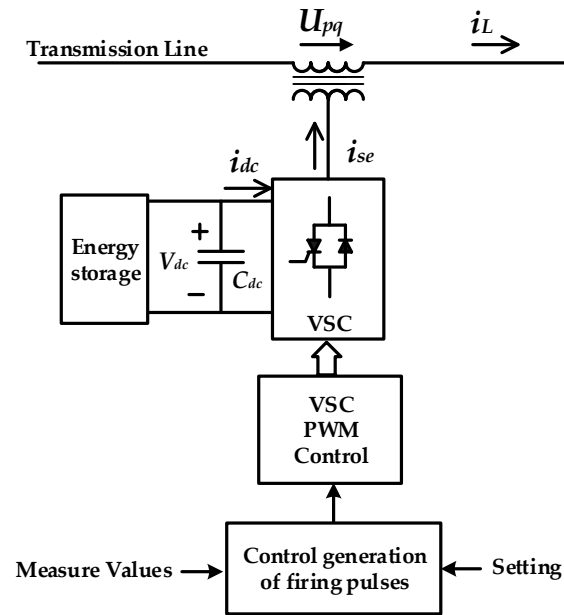 Transmission Line
U_pq
i_L
i_se
i_dc
Energy
storage
V_dc
+
−
C_dc
VSC
VSC
PWM
Control
Measure Values
Control generation
of firing pulses
Setting